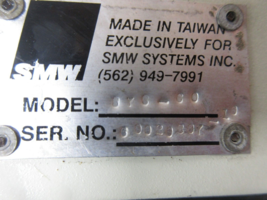 MADE IN TAIWAN
EXCLUSIVELY FOR
SMW SYSTEMS INC.
SMW
(562) 949-7991
MODEL:
SER. NO.: